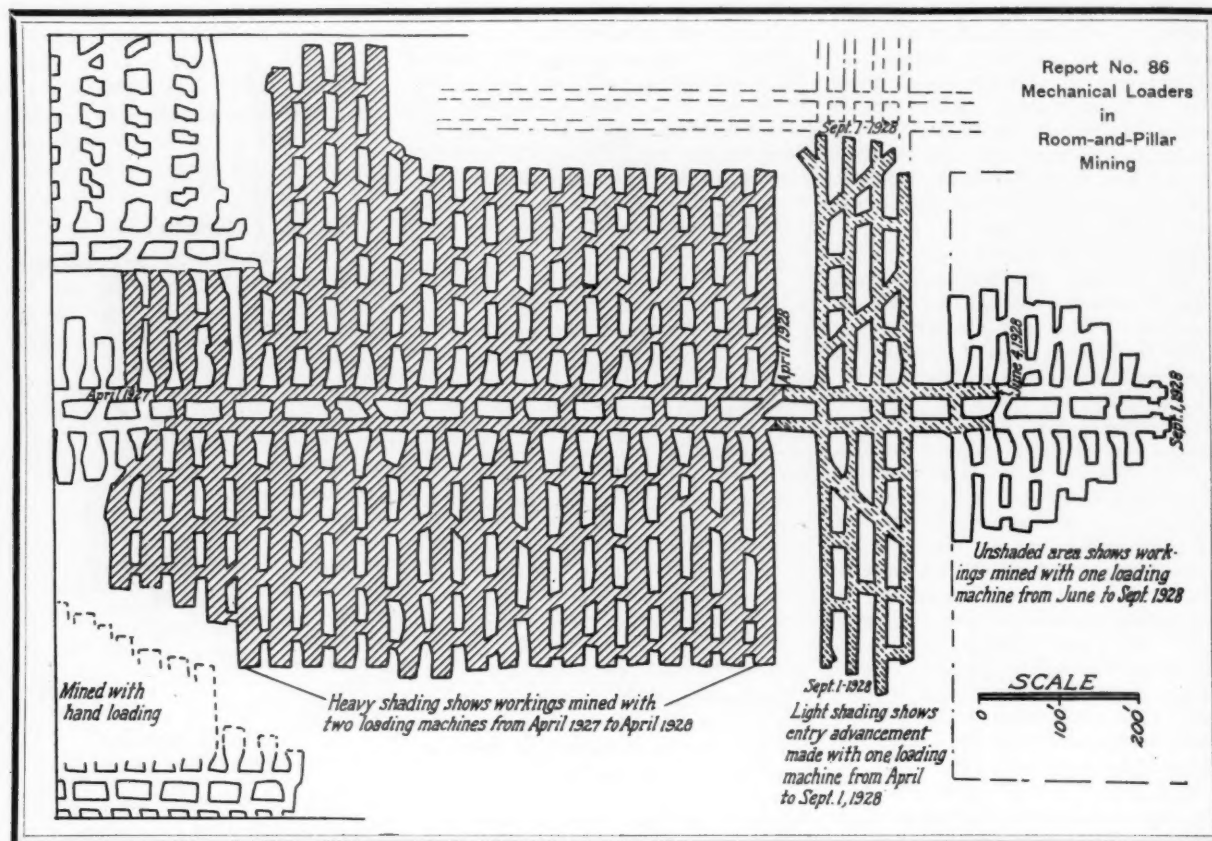 Report No. 86
Mechanical Loaders
in
Room-and-Pillar
Mining
Sept. 1-1928
April 1928
June 4, 1928
April 1927
Sept. 1, 1928
Unshaded area shows work-
ings mined with one loading
machine from June to Sept. 1928
Mined with
hand loading
Heavy shading shows workings mined with
two loading machines from April 1927 to April 1928
Sept. 1-1928
Light shading shows
entry advancement
made with one loading
machine from April
to Sept. 1, 1928
SCALE
0 100' 200'